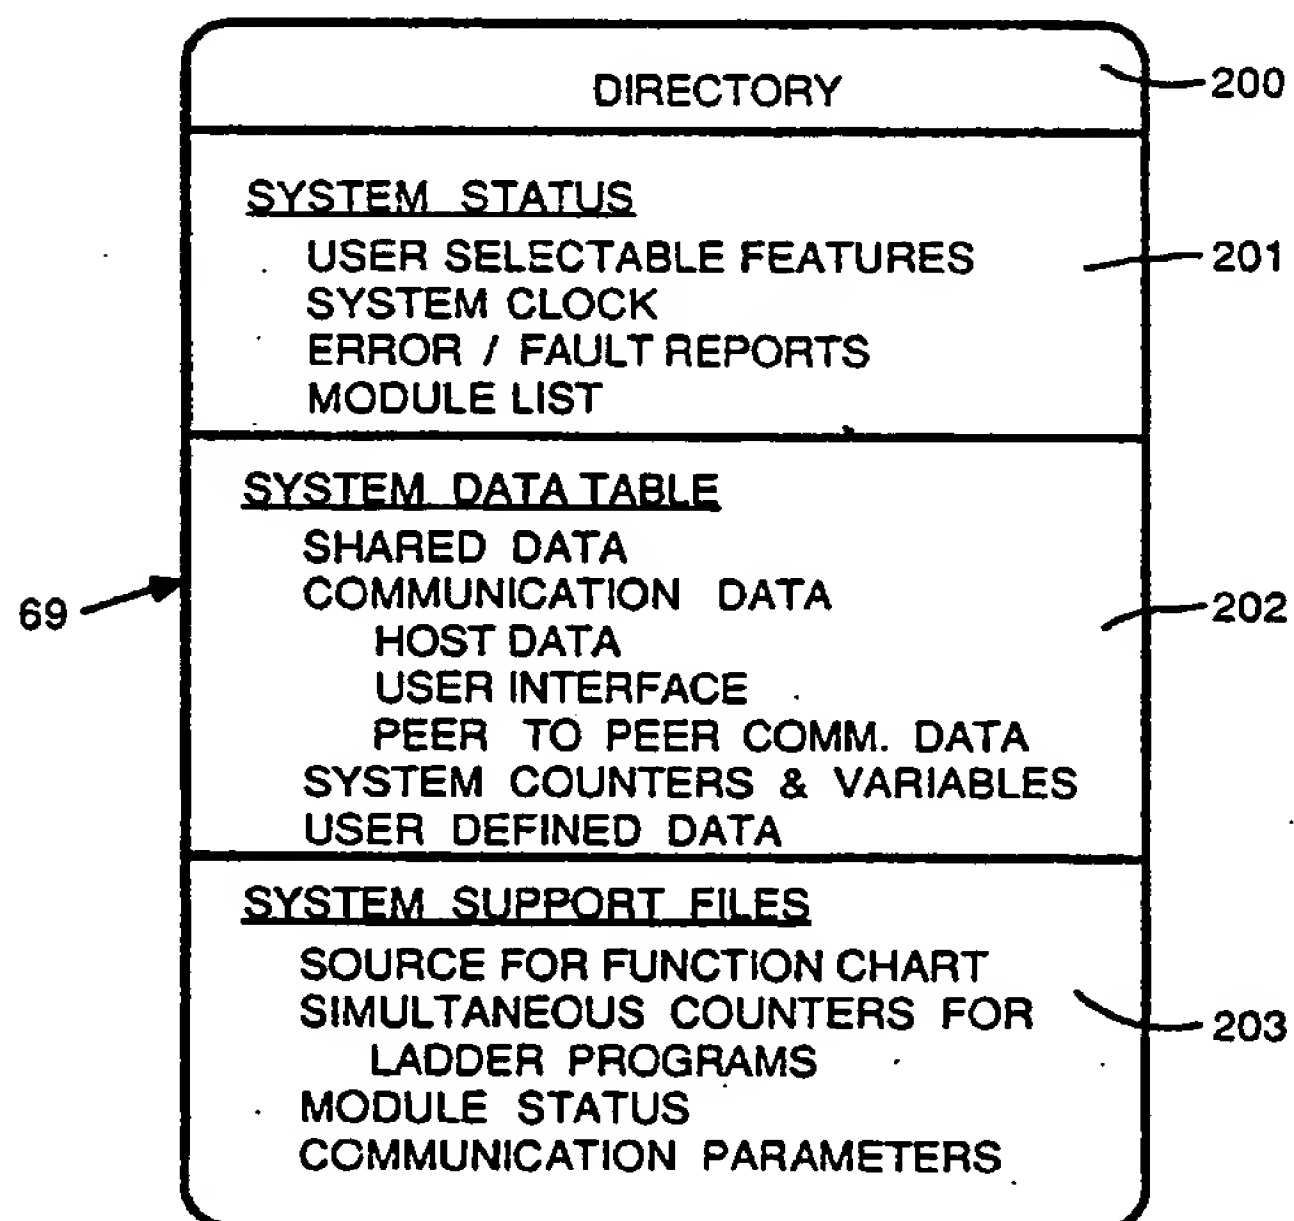 DIRECTORY
200
SYSTEM STATUS
USER SELECTABLE FEATURES
201
SYSTEM CLOCK
ERROR / FAULT REPORTS
MODULE LIST
SYSTEM DATA TABLE
SHARED DATA
COMMUNICATION DATA
69
202
HOST DATA
USER INTERFACE
PEER TO PEER COMM. DATA
SYSTEM COUNTERS & VARIABLES
USER DEFINED DATA
SYSTEM SUPPORT FILES
SOURCE FOR FUNCTION CHART
SIMULTANEOUS COUNTERS FOR
203
LADDER PROGRAMS
MODULE STATUS
COMMUNICATION PARAMETERS